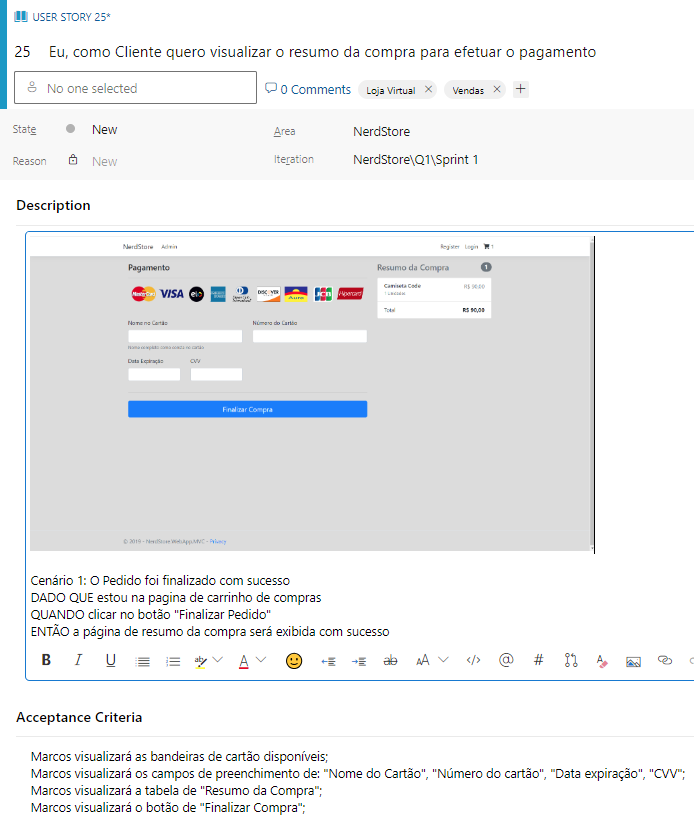 USER STORY 25*
25 Eu, como Cliente quero visualizar o resumo da compra para efetuar o pagamento
No one selected
0 Comments
Loja Virtual
Vendas
State
New
Area
NerdStore
Reason
New
Iteration
NerdStore\Q1\Sprint 1
Description
NerdStore Admin
Register Login 1
Pagamento
Resumo da Compra 1
MasterCard VISA elo DISCOVER Aura JCB Hipercard
Camiseta Code R$ 90,00
1 unidade
Total R$ 90,00
Nome no Cartão
Número do Cartão
Data Expiração
CVV
Finalizar Compra
© 2019 - NerdStore.WebApp.MVC - Privacy
Cenário 1: O Pedido foi finalizado com sucesso
DADO QUE estou na pagina de carrinho de compras
QUANDO clicar no botão "Finalizar Pedido"
ENTÃO a página de resumo da compra será exibida com sucesso
Acceptance Criteria
Marcos visualizará as bandeiras de cartão disponíveis;
Marcos visualizará os campos de preenchimento de: "Nome do Cartão", "Número do cartão", "Data expiração", "CVV";
Marcos visualizará a tabela de "Resumo da Compra";
Marcos visualizará o botão de "Finalizar Compra";